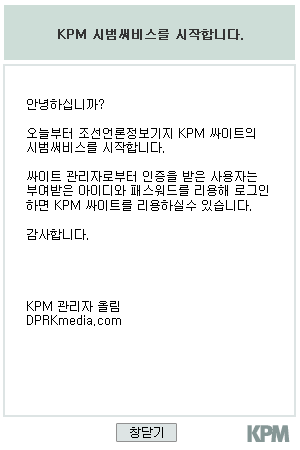 KPM 시범써비스를 시작합니다.
안녕하십니까?
오늘부터 조선언론정보기지 KPM 싸이트의
시범써비스를 시작합니다.
싸이트 관리자로부터 인증을 받은 사용자는
부여받은 아이디와 패스워드를 리용해 로그인
하면 KPM 싸이트를 리용하실수 있습니다.
감사합니다.
KPM 관리자 올림
DPRKmedia.com
창닫기
KPM